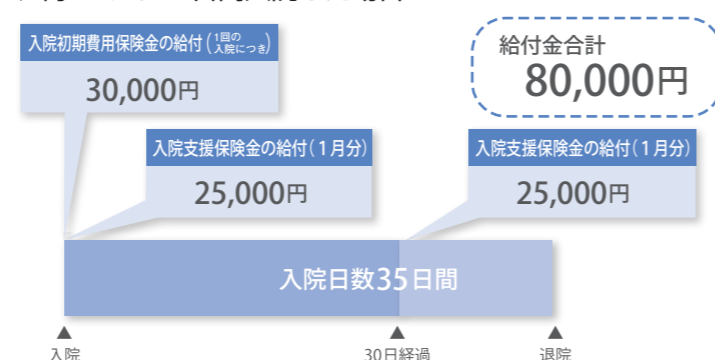 入院初期費用保険金の給付(1回の入院につき)
30,000円
給付金合計
80,000円
入院支援保険金の給付(1月分)
25,000円
入院支援保険金の給付(1月分)
25,000円
入院日数35日間
▲
▲
▲
入院
30日経過
退院